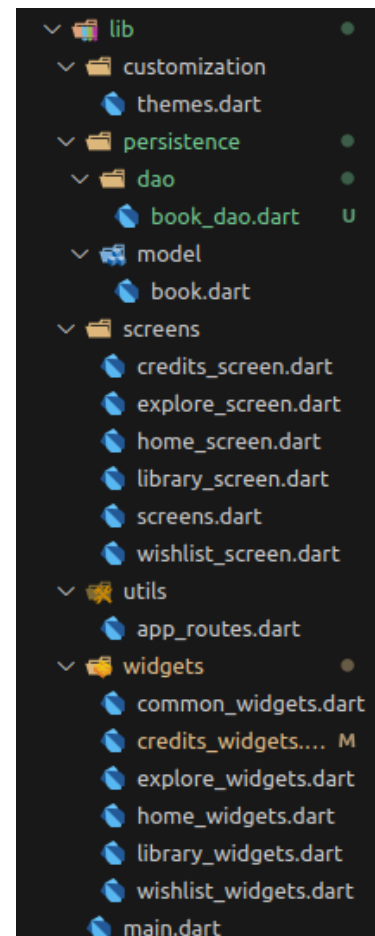 lib
customization
themes.dart
persistence
dao
book_dao.dart U
model
book.dart
screens
credits_screen.dart
explore_screen.dart
home_screen.dart
library_screen.dart
screens.dart
wishlist_screen.dart
utils
app_routes.dart
widgets
common_widgets.dart
credits_widgets.... M
explore_widgets.dart
home_widgets.dart
library_widgets.dart
wishlist_widgets.dart
main.dart